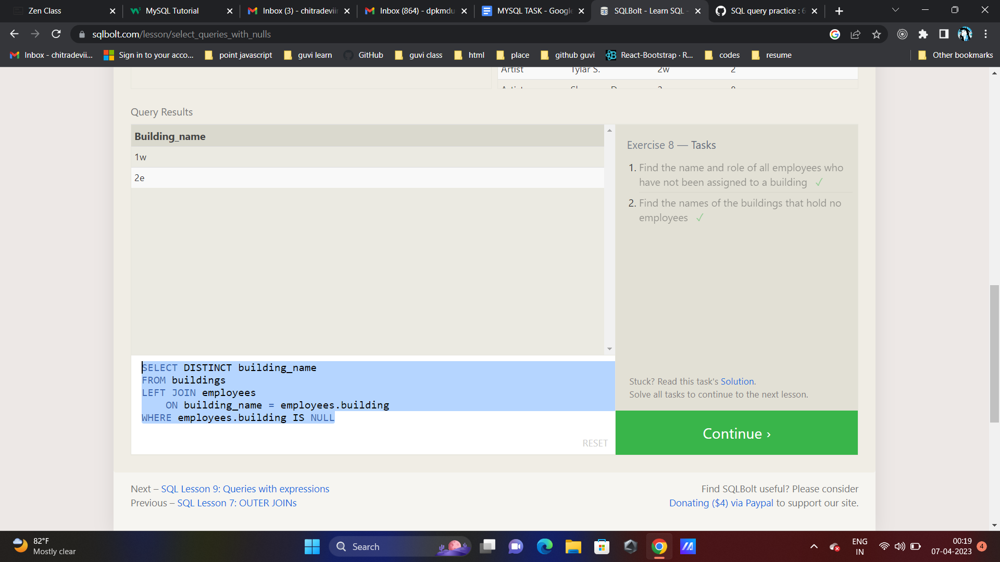 Zen Class
MySQL Tutorial
Inbox (3) - chitradeviir
Inbox (864) - dpkmdu
MYSQL TASK - Google
SQLBolt - Learn SQL -
SQL query practice : 6
sqlbolt.com/lesson/select_queries_with_nulls
Inbox - chitradevii...
Sign in to your acco...
point javascript
guvi learn
GitHub
guvi class
html
place
github guvi
React-Bootstrap · R...
codes
resume
Other bookmarks
Artist Tylar S. 2w 2
Query Results
Building_name
1w
2e
Exercise 8 — Tasks
1. Find the name and role of all employees who
have not been assigned to a building ✓
2. Find the names of the buildings that hold no
employees ✓
SELECT DISTINCT building_name
FROM buildings
LEFT JOIN employees
ON building_name = employees.building
WHERE employees.building IS NULL
RESET
Stuck? Read this task's Solution.
Solve all tasks to continue to the next lesson.
Continue ›
Next – SQL Lesson 9: Queries with expressions
Previous – SQL Lesson 7: OUTER JOINs
Find SQLBolt useful? Please consider
Donating ($4) via Paypal to support our site.
82°F
Mostly clear
Search
ENG
IN
00:19
07-04-2023
4